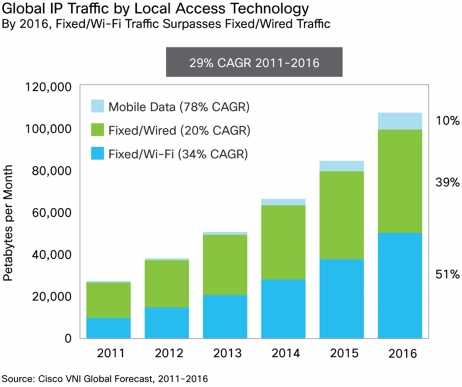 Global IP Traffic by Local Access Technology
By 2016, Fixed/Wi-Fi Traffic Surpasses Fixed/Wired Traffic
29% CAGR 2011-2016
120,000
100,000
80,000
60,000
40,000
20,000
0
Petabytes per Month
Mobile Data (78% CAGR)
Fixed/Wired (20% CAGR)
Fixed/Wi-Fi (34% CAGR)
10%
39%
51%
2011 2012 2013 2014 2015 2016
Source: Cisco VNI Global Forecast, 2011-2016